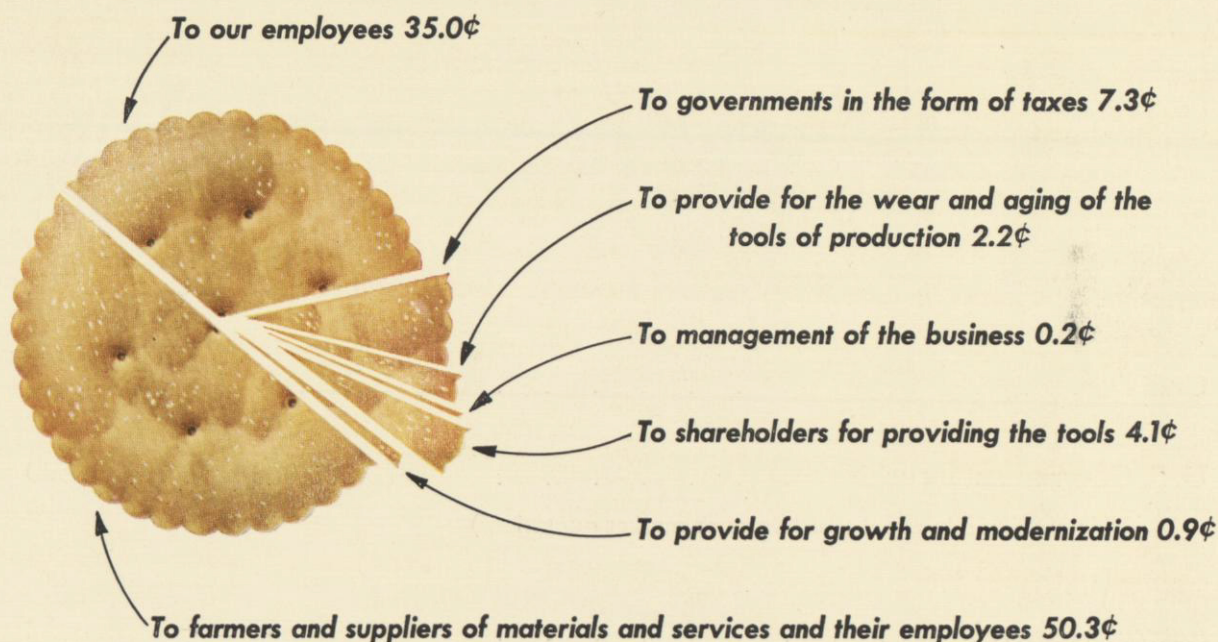 To our employees 35.0¢
To governments in the form of taxes 7.3¢
To provide for the wear and aging of the
tools of production 2.2¢
To management of the business 0.2¢
To shareholders for providing the tools 4.1¢
To provide for growth and modernization 0.9¢
To farmers and suppliers of materials and services and their employees 50.3¢